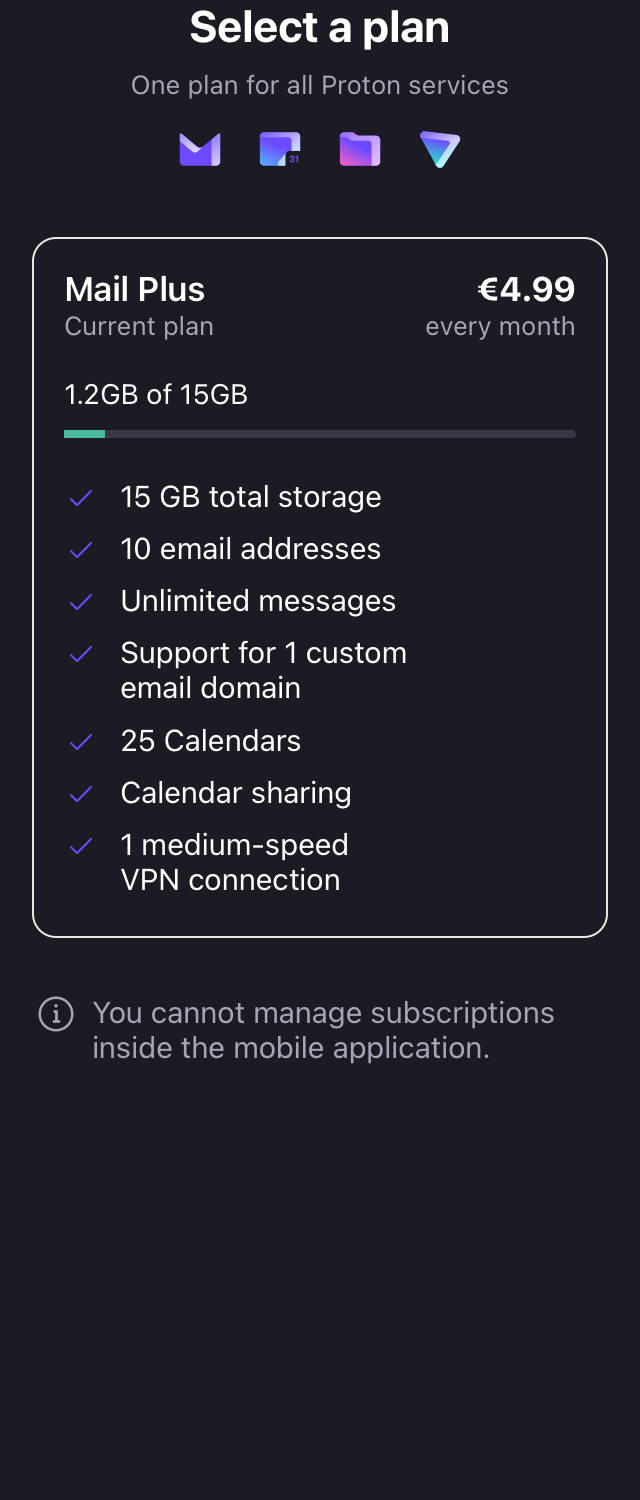 Select a plan
One plan for all Proton services
31
Mail Plus
€4.99
Current plan
every month
1.2GB of 15GB
15 GB total storage
10 email addresses
Unlimited messages
Support for 1 custom
email domain
25 Calendars
Calendar sharing
1 medium-speed
VPN connection
You cannot manage subscriptions
inside the mobile application.